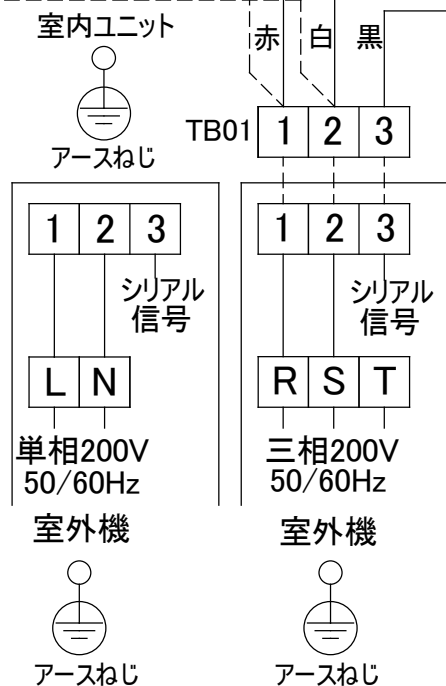 室内ユニット
赤 白 黒
アースねじ
TB01 1 2 3
1 2 3
シリアル
信号
L N
単相200V
50/60Hz
室外機
アースねじ
1 2 3
シリアル
信号
R S T
三相200V
50/60Hz
室外機
アースねじ